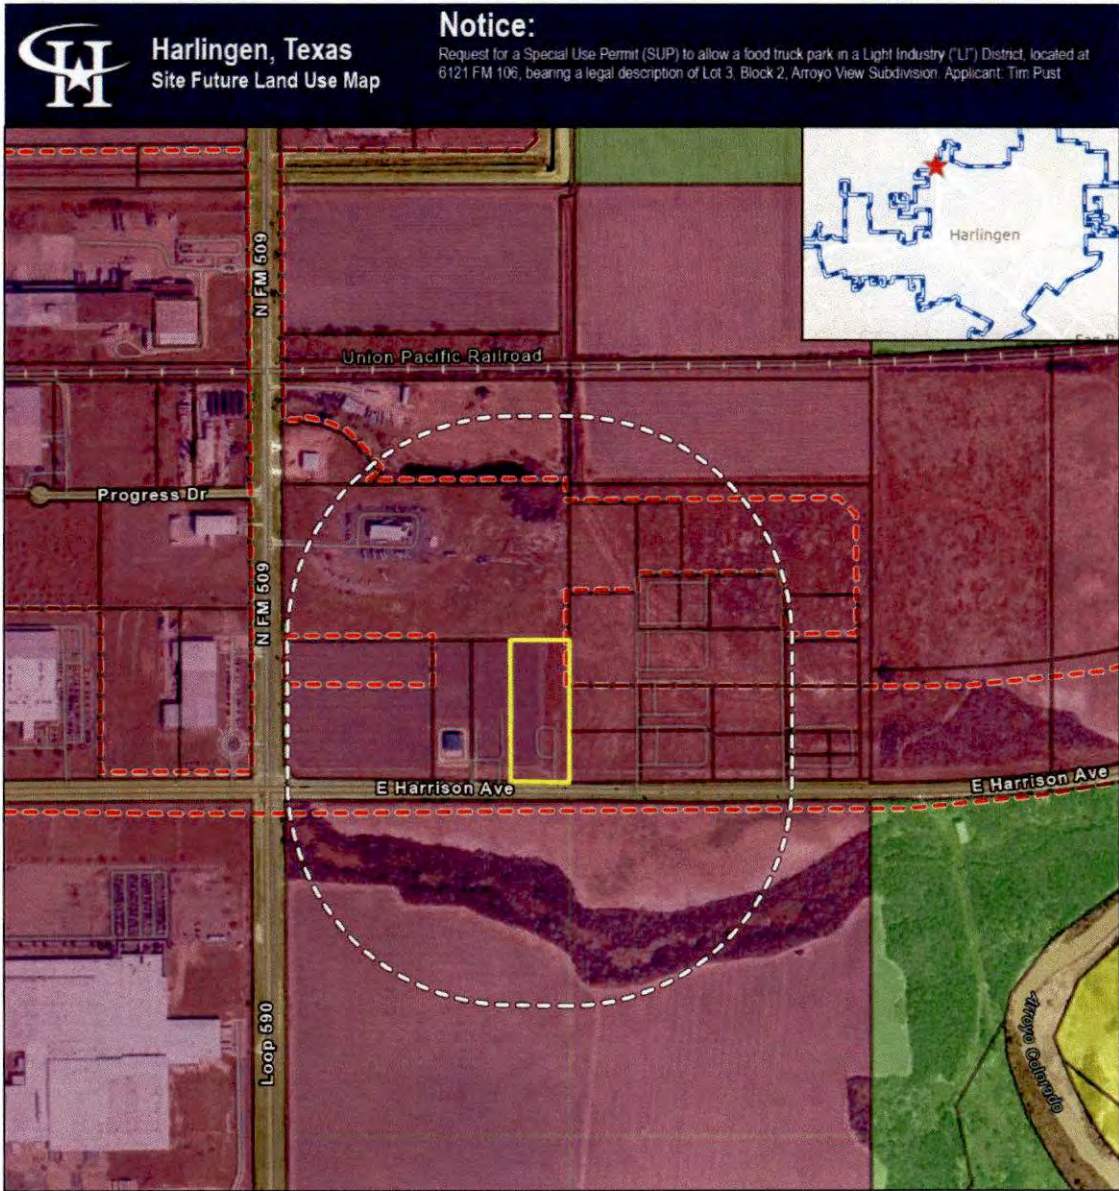 Harlingen, Texas
Site Future Land Use Map
Notice:
Request for a Special Use Permit (SUP) to allow a food truck park in a Light Industry ("LI") District, located at
6121 FM 106, bearing a legal description of Lot 3, Block 2, Arroyo View Subdivision. Applicant: Tim Pust
Harlingen
N FM 509
Union Pacific Railroad
Progress Dr
N FM 509
E Harrison Ave
E Harrison Ave
Loop 590
Arroyo Colorado